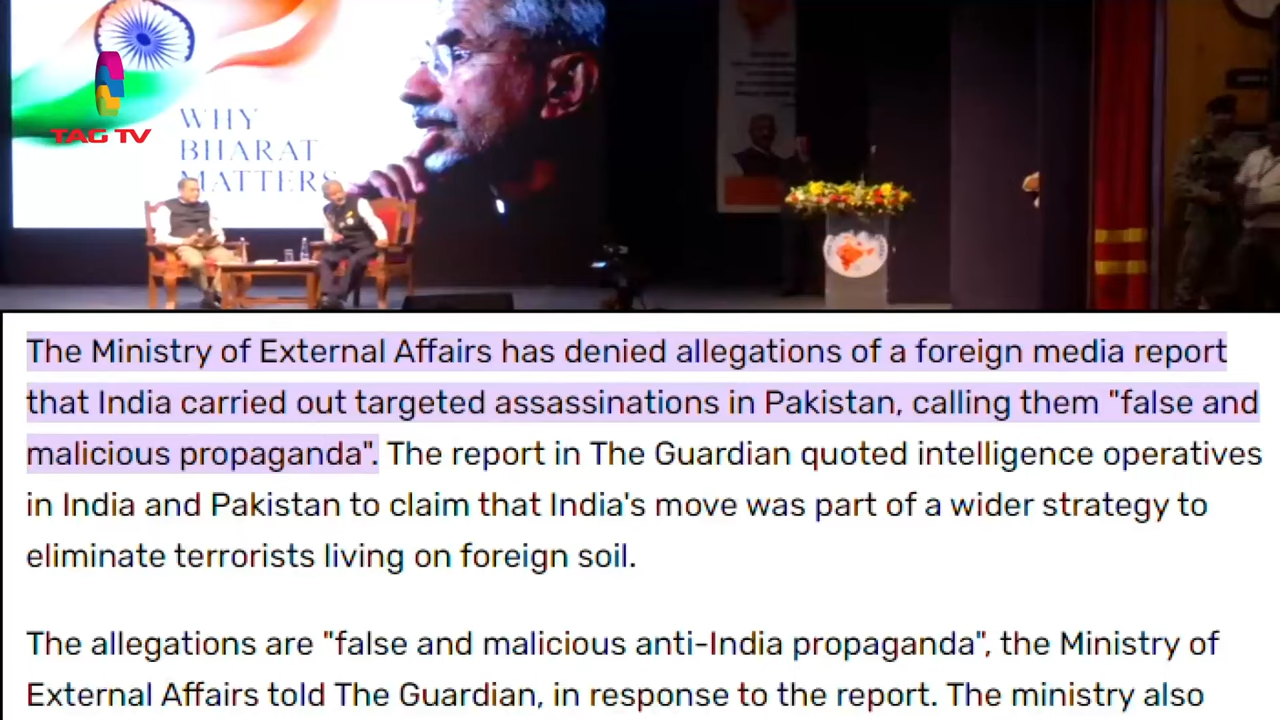 TAG TV
WHY
BHARAT
MATTERS
The Ministry of External Affairs has denied allegations of a foreign media report
that India carried out targeted assassinations in Pakistan, calling them "false and
malicious propaganda". The report in The Guardian quoted intelligence operatives
in India and Pakistan to claim that India's move was part of a wider strategy to
eliminate terrorists living on foreign soil.
The allegations are "false and malicious anti-India propaganda", the Ministry of
External Affairs told The Guardian, in response to the report. The ministry also